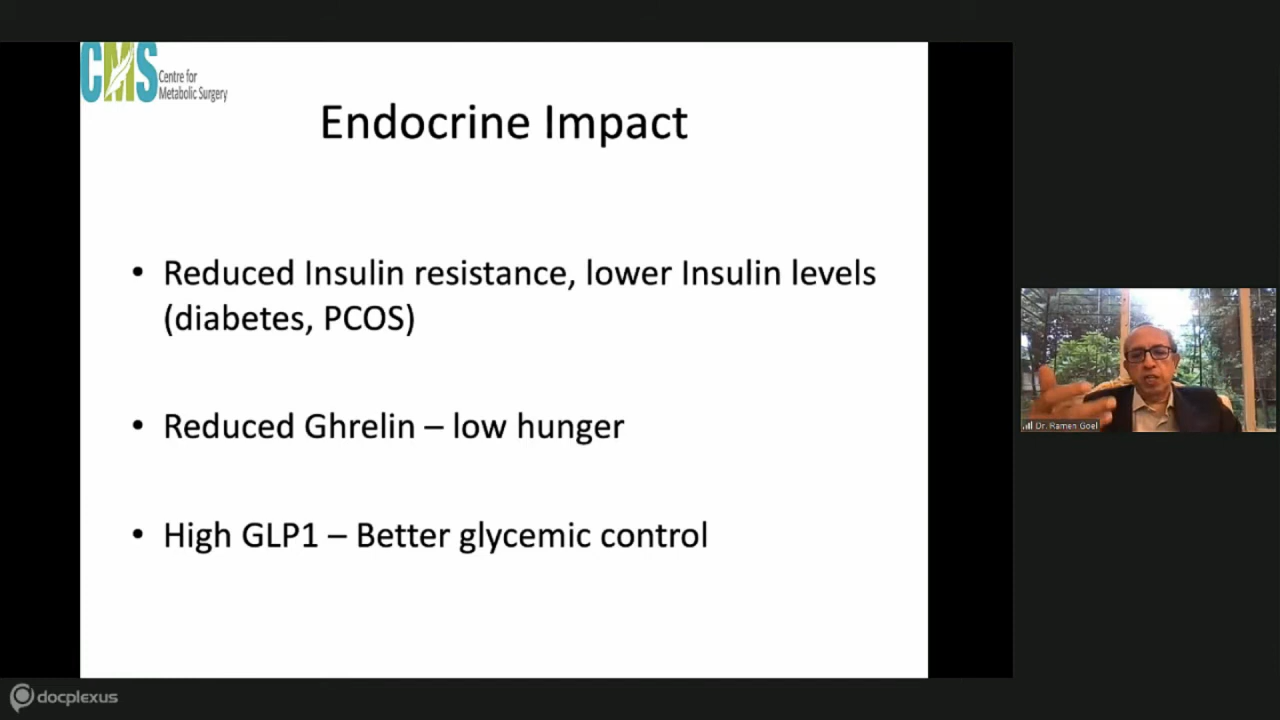 CMS Centre for
Metabolic Surgery
Endocrine Impact
• Reduced Insulin resistance, lower Insulin levels
(diabetes, PCOS)
• Reduced Ghrelin – low hunger
• High GLP1 – Better glycemic control
Dr. Ramen Goel
docplexus